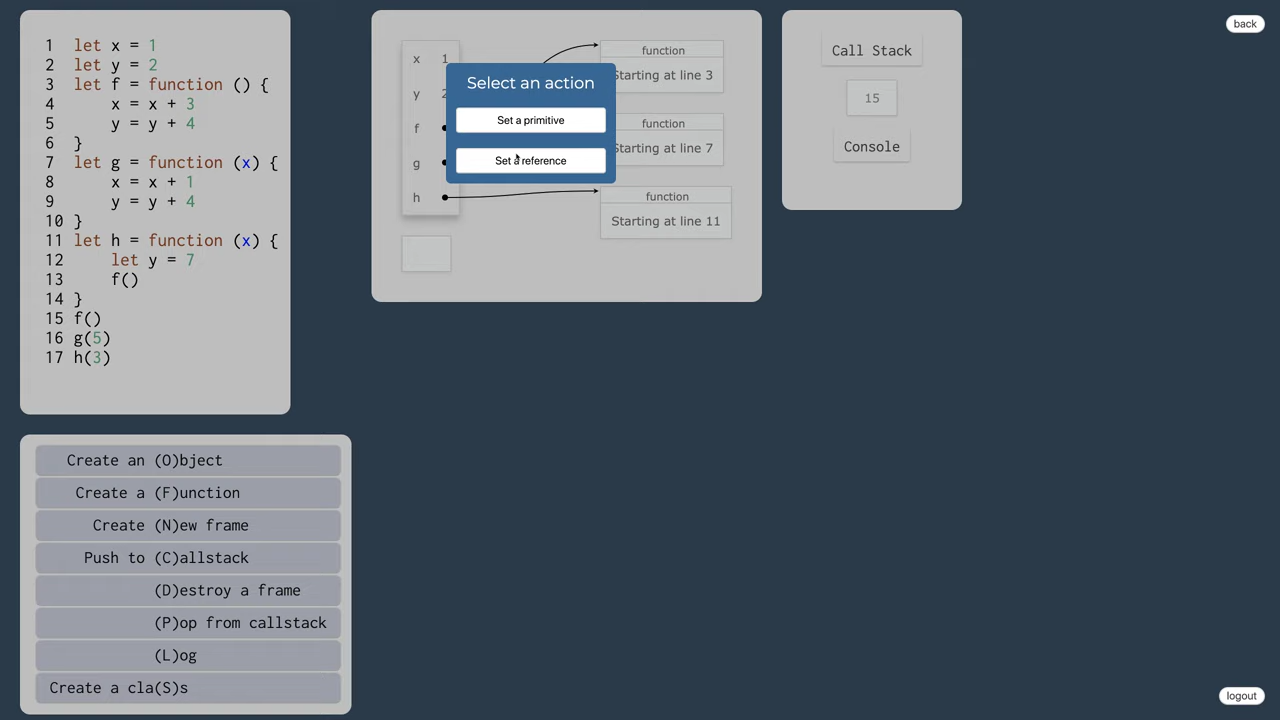 1 let x = 1
2 let y = 2
3 let f = function () {
4 x = x + 3
5 y = y + 4
6 }
7 let g = function (x) {
8 x = x + 1
9 y = y + 4
10 }
11 let h = function (x) {
12 let y = 7
13 f()
14 }
15 f()
16 g(5)
17 h(3)
x 1
y 2
f
g
h
function
Starting at line 3
function
Starting at line 7
function
Starting at line 11
Select an action
Set a primitive
Set a reference
Call Stack
15
Console
back
Create an (O)bject
Create a (F)unction
Create (N)ew frame
Push to (C)allstack
(D)estroy a frame
(P)op from callstack
(L)og
Create a cla(S)s
logout